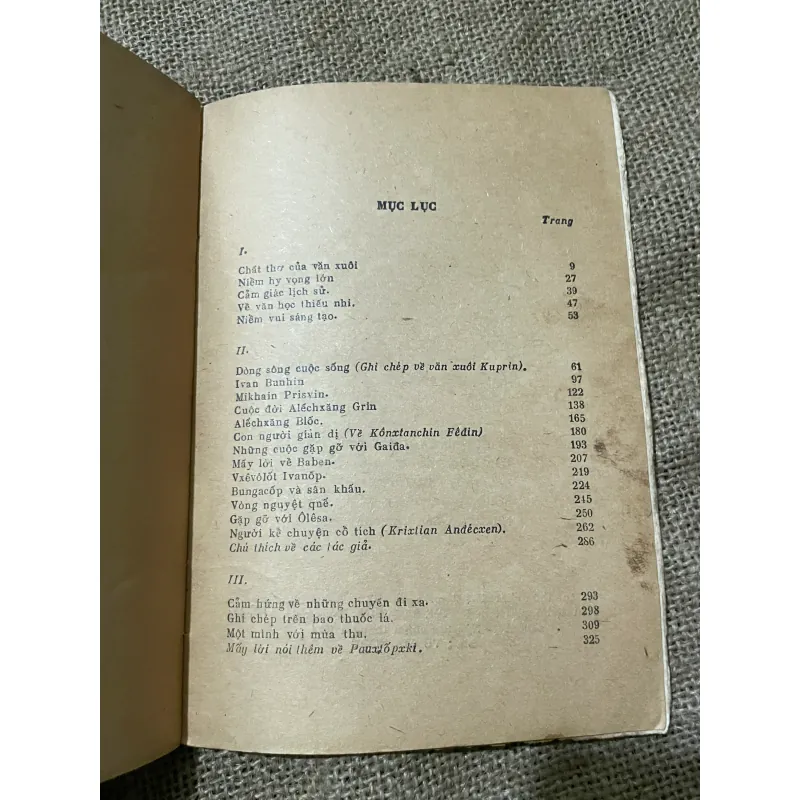 MỤC LỤC
Trang
I.
Chất thơ của văn xuôi 9
Niềm hy vọng lớn 27
Cảm giác lịch sử. 39
Về văn học thiếu nhi. 47
Niềm vui sáng tạo. 53
II.
Dòng sông cuộc sống (Ghi chép về văn xuôi Kuprin). 61
Ivan Bunhin 97
Mikhain Prisvin. 122
Cuộc đời Alếchxăng Grin 138
Alếchxăng Blốc. 165
Con người giản dị (Về Kônxtanchin Fêđin) 180
Những cuộc gặp gỡ với Gaiđa. 193
Mấy lời về Baben. 207
Vxêvôlốt Ivanốp. 219
Bungacốp và sân khấu. 224
Vòng nguyệt quế. 245
Gặp gỡ với Ôlêsa. 250
Người kể chuyện cổ tích (Krixtian Anđécxen). 262
Chú thích về các tác giả. 286
III.
Cảm hứng về những chuyến đi xa. 293
Ghi chép trên bao thuốc lá. 298
Một mình với mùa thu. 309
Mấy lời nói thêm về Pauxtốpxki. 325